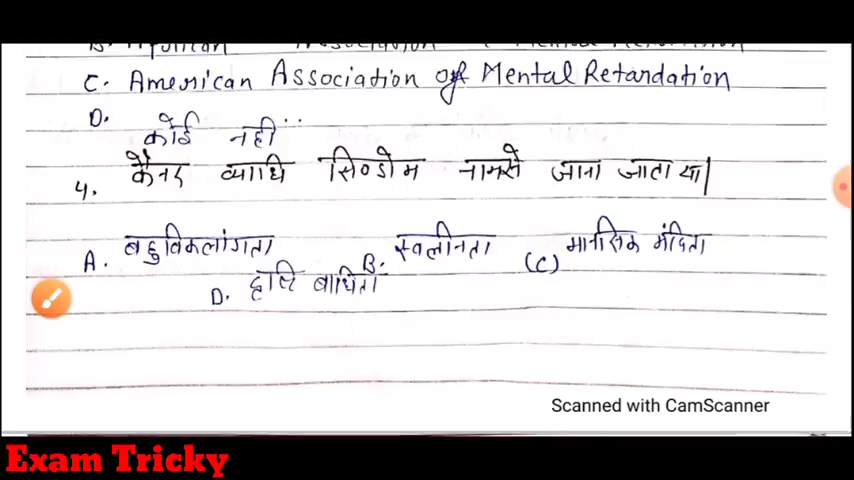 C. American Association of Mental Retardation
D. कोई नहीं
4. कैनर व्याधि सिण्डोम नामसे जाना जाता था|
A. बहुविकलांगता B. स्वलीनता (C) मानसिक मंदिता
D. दृष्टि बाधिता
Scanned with CamScanner
Exam Tricky